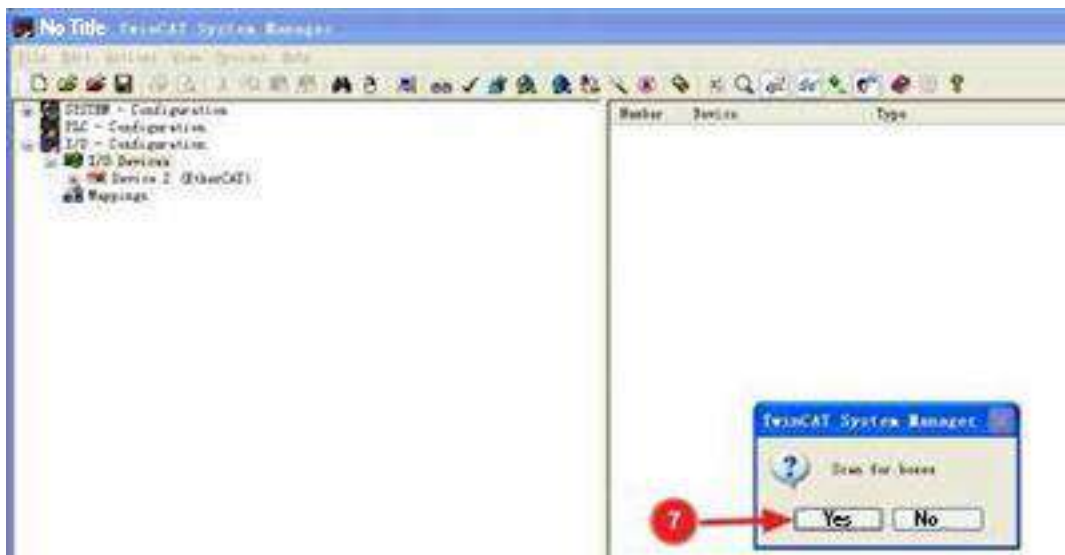 No Title - TwinCAT System Manager
File Edit Actions View Options Help
SYSTEM - Configuration
PLC - Configuration
I/O - Configuration
I/O Devices
Device 2 (EtherCAT)
Mappings
Number Device Type
TwinCAT System Manager
Scan for boxes
7
Yes No